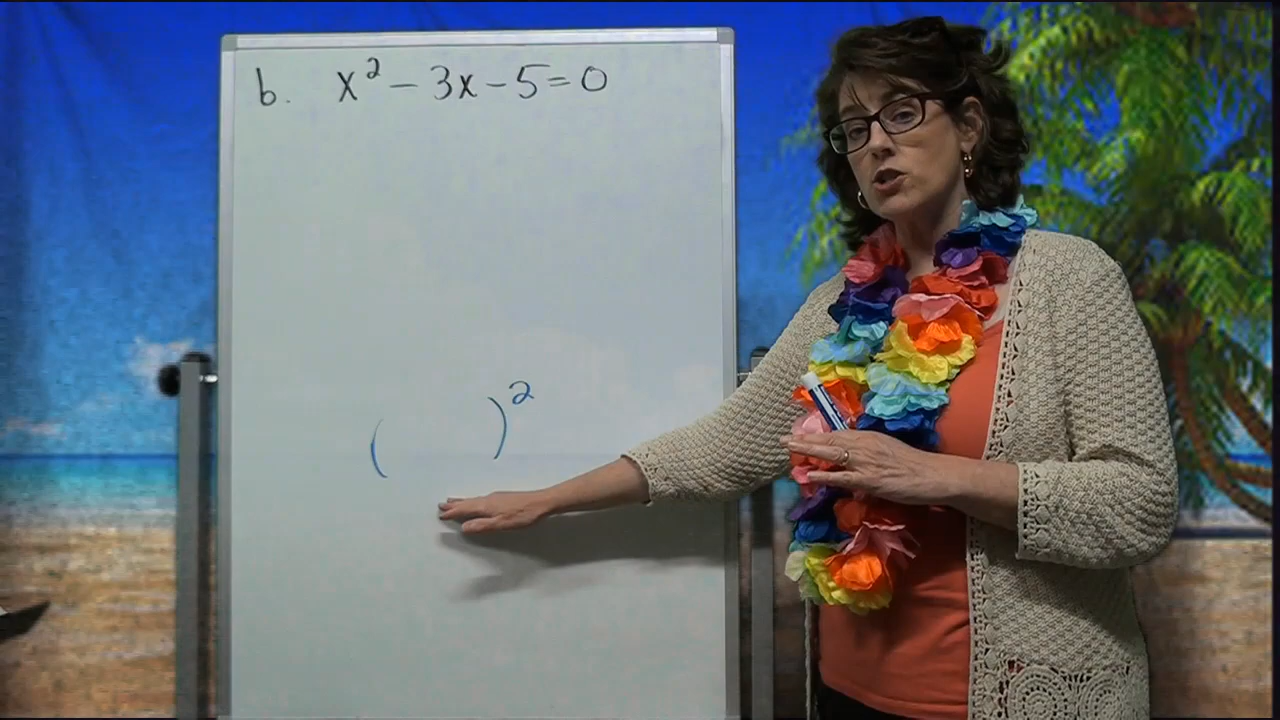 b. x² - 3x - 5 = 0
( )²